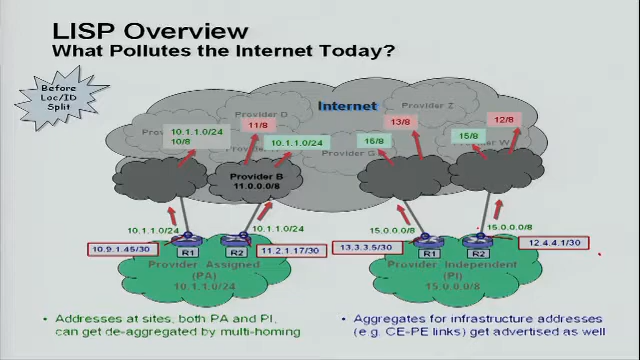 LISP Overview
What Pollutes the Internet Today?
Before
Loc/ID
Split
Internet
Provider Z
Provider D
11/8
13/8
12/8
10.1.1.0/24
10/8
10.1.1.0/24
15/8
15/8
Provider G
Provider W
Provider B
11.0.0.0/8
10.1.1.0/24
10.1.1.0/24
15.0.0.0/8
15.0.0.0/8
10.9.1.45/30
R1
R2
11.2.1.17/30
13.3.3.5/30
R1
R2
12.4.4.1/30
Provider Assigned
(PA)
10.1.1.0/24
Provider Independent
(PI)
15.0.0.0/8
• Addresses at sites, both PA and PI,
can get de-aggregated by multi-homing
• Aggregates for infrastructure addresses
(e.g. CE-PE links) get advertised as well